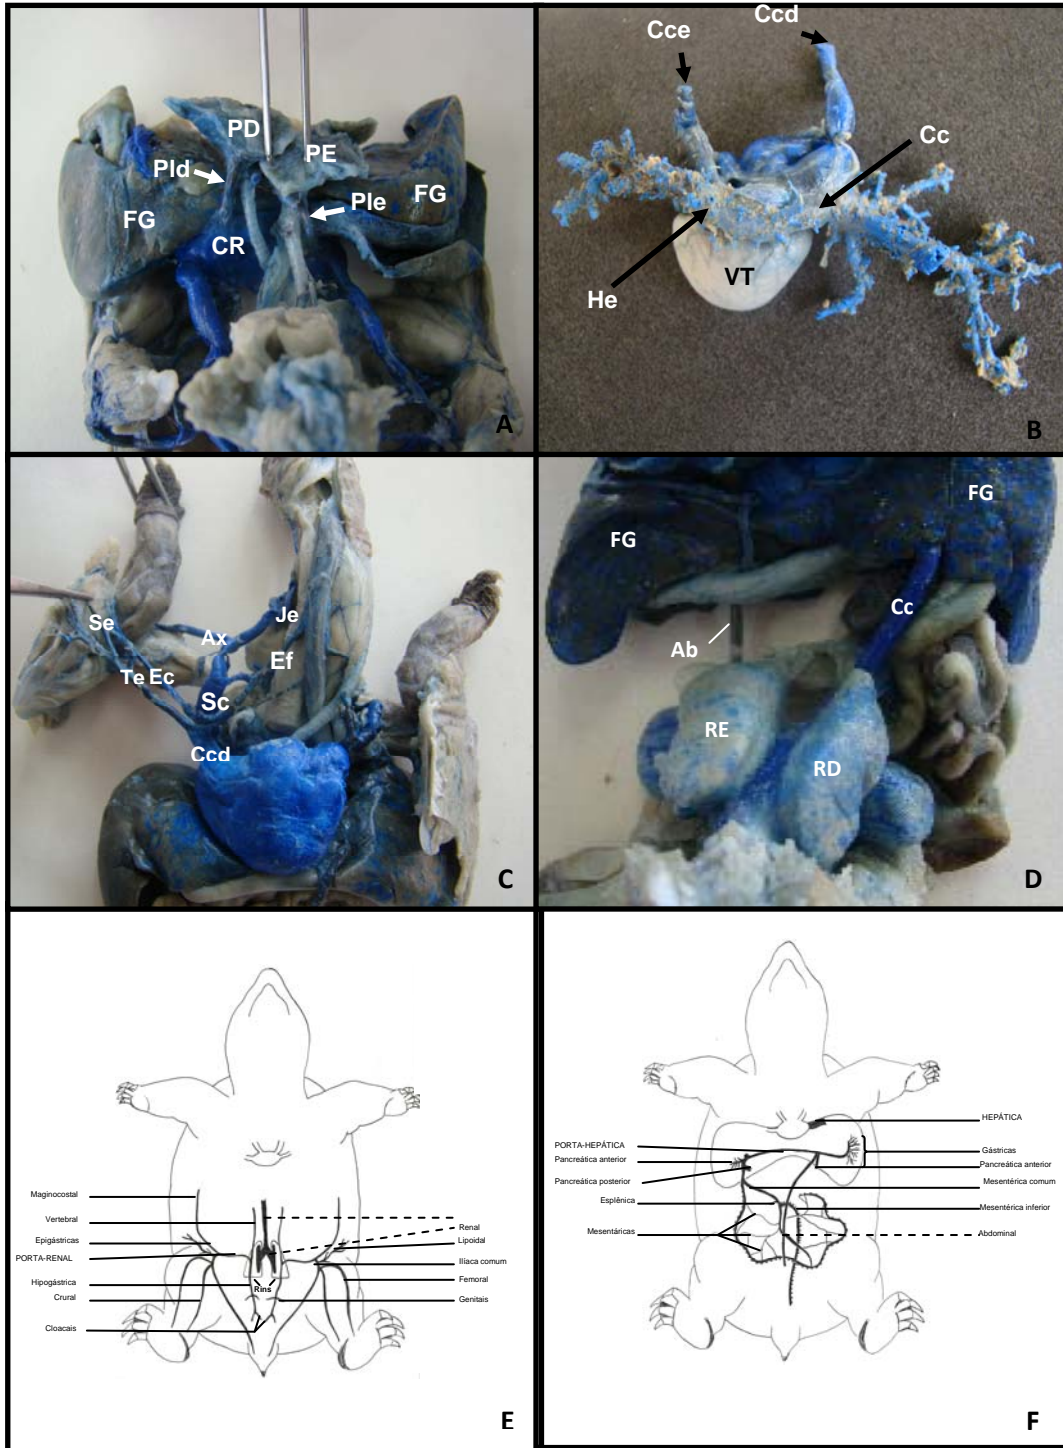 PD
PE
Pld
FG
FG
Ple
CR
A
Cce
Ccd
Cc
VT
He
B
Se
Ax
Je
Te Ec
Ef
Sc
Ccd
C
FG
FG
Cc
Ab
RE
RD
D
Maginocostal
Vertebral
Epigástricas
PORTA-RENAL
Hipogástrica
Crural
Cloacais
Rins
Renal
Lipoidal
Ilíaca comum
Femoral
Genitais
E
HEPÁTICA
PORTA-HEPÁTICA
Pancreática anterior
Pancreática posterior
Esplênica
Mesentáricas
Gástricas
Pancreática anterior
Mesentérica comum
Mesentérica inferior
Abdominal
F